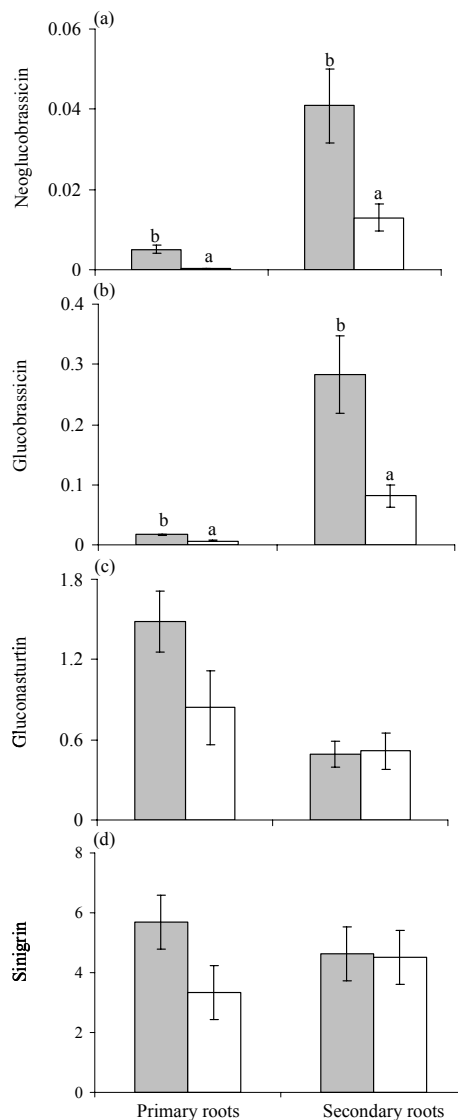 (a)
0.06
0.04
0.02
0
Neoglucobrassicin
b
a
b
a
(b)
0.4
0.3
0.2
0.1
0
Glucobrassicin
b
a
b
a
(c)
1.8
1.2
0.6
0
Gluconasturtin
(d)
8
6
4
2
0
Sinigrin
Primary roots
Secondary roots